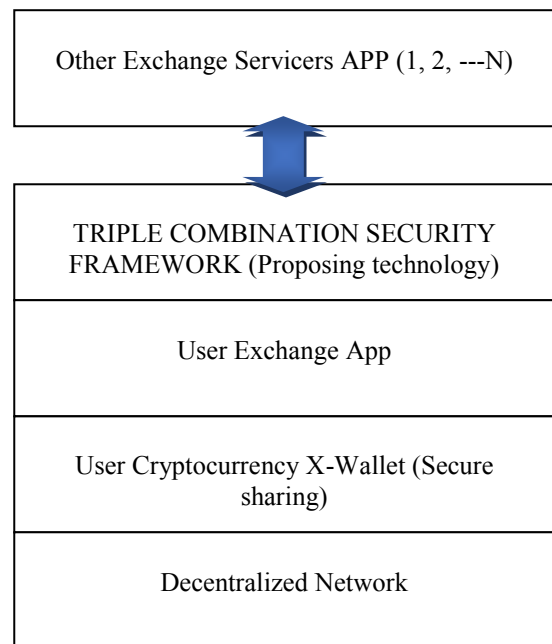 Other Exchange Servicers APP (1, 2, ---N)
TRIPLE COMBINATION SECURITY
FRAMEWORK (Proposing technology)
User Exchange App
User Cryptocurrency X-Wallet (Secure
sharing)
Decentralized Network